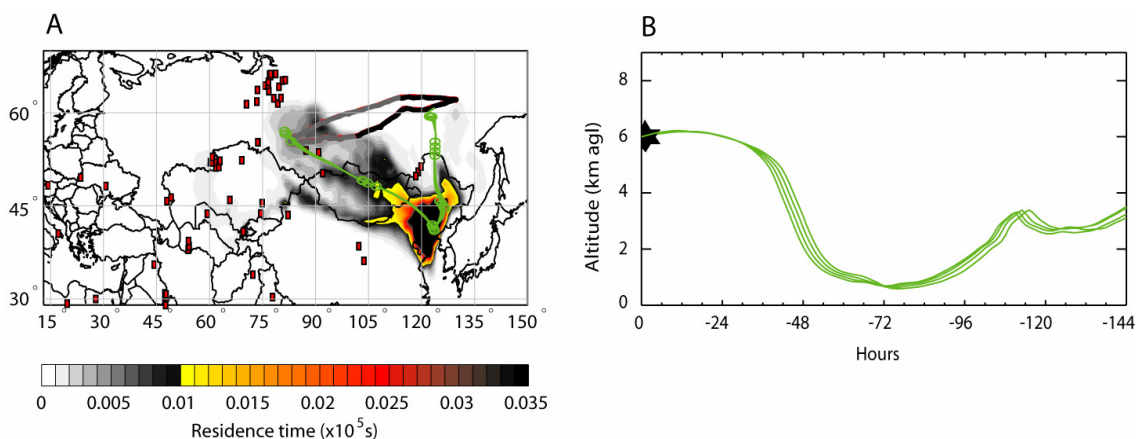 A
60°
45°
30°
15° 30° 45° 60° 75° 90° 105° 120° 135° 150°
0 0.005 0.01 0.015 0.02 0.025 0.03 0.035
Residence time (x10⁵s)
B
8
6
4
2
0
Altitude (km agl)
0 -24 -48 -72 -96 -120 -144
Hours